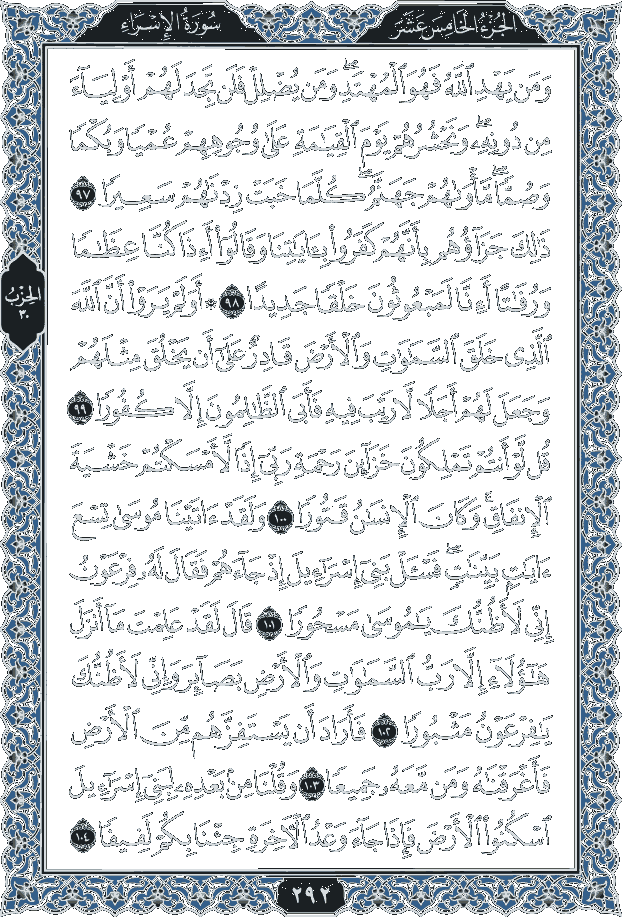 سُورَةُ الإِسۡرَاء
الجُزءُ الخَامِسَ عَشَرَ
وَمَن يَهۡدِ ٱللَّهُ فَهُوَ ٱلۡمُهۡتَدِۖ وَمَن يُضۡلِلۡ فَلَن تَجِدَ لَهُمۡ أَوۡلِيَآءَ
مِن دُونِهِۦۖ وَنَحۡشُرُهُمۡ يَوۡمَ ٱلۡقِيَٰمَةِ عَلَىٰ وُجُوهِهِمۡ عُمۡيٗا وَبُكۡمٗا
وَصُمّٗاۖ مَّأۡوَىٰهُمۡ جَهَنَّمُۖ كُلَّمَا خَبَتۡ زِدۡنَٰهُمۡ سَعِيرٗا ٩٧
ذَٰلِكَ جَزَآؤُهُم بِأَنَّهُمۡ كَفَرُواْ بِـَٔايَٰتِنَا وَقَالُوٓاْ أَءِذَا كُنَّا عِظَٰمٗا
وَرُفَٰتًا أَءِنَّا لَمَبۡعُوثُونَ خَلۡقٗا جَدِيدًا ٩٨ ۞ أَوَلَمۡ يَرَوۡاْ أَنَّ ٱللَّهَ
ٱلَّذِي خَلَقَ ٱلسَّمَٰوَٰتِ وَٱلۡأَرۡضَ قَادِرٌ عَلَىٰٓ أَن يَخۡلُقَ مِثۡلَهُمۡ
وَجَعَلَ لَهُمۡ أَجَلٗا لَّا رَيۡبَ فِيهِ فَأَبَى ٱلظَّٰلِمُونَ إِلَّا كُفُورٗا ٩٩
قُل لَّوۡ أَنتُمۡ تَمۡلِكُونَ خَزَآئِنَ رَحۡمَةِ رَبِّيٓ إِذٗا لَّأَمۡسَكۡتُمۡ خَشۡيَةَ
ٱلۡإِنفَاقِۚ وَكَانَ ٱلۡإِنسَٰنُ قَتُورٗا ١٠٠ وَلَقَدۡ ءَاتَيۡنَا مُوسَىٰ تِسۡعَ
ءَايَٰتِۭ بَيِّنَٰتٖۖ فَسۡـَٔلۡ بَنِيٓ إِسۡرَٰٓءِيلَ إِذۡ جَآءَهُمۡ فَقَالَ لَهُۥ فِرۡعَوۡنُ
إِنِّي لَأَظُنُّكَ يَٰمُوسَىٰ مَسۡحُورٗا ١٠١ قَالَ لَقَدۡ عَلِمۡتَ مَآ أَنزَلَ
هَٰٓؤُلَآءِ إِلَّا رَبُّ ٱلسَّمَٰوَٰتِ وَٱلۡأَرۡضِ بَصَآئِرَ وَإِنِّي لَأَظُنُّكَ
يَٰفِرۡعَوۡنُ مَثۡبُورٗا ١٠٢ فَأَرَادَ أَن يَسۡتَفِزَّهُم مِّنَ ٱلۡأَرۡضِ
فَأَغۡرَقۡنَٰهُ وَمَن مَّعَهُۥ جَمِيعٗا ١٠٣ وَقُلۡنَا مِنۢ بَعۡدِهِۦ لِبَنِيٓ إِسۡرَٰٓءِيلَ
ٱسۡكُنُواْ ٱلۡأَرۡضَ فَإِذَا جَآءَ وَعۡدُ ٱلۡأٓخِرَةِ جِئۡنَا بِكُمۡ لَفِيفٗا ١٠٤
الحِزۡبُ
٣٠
٢٩٢